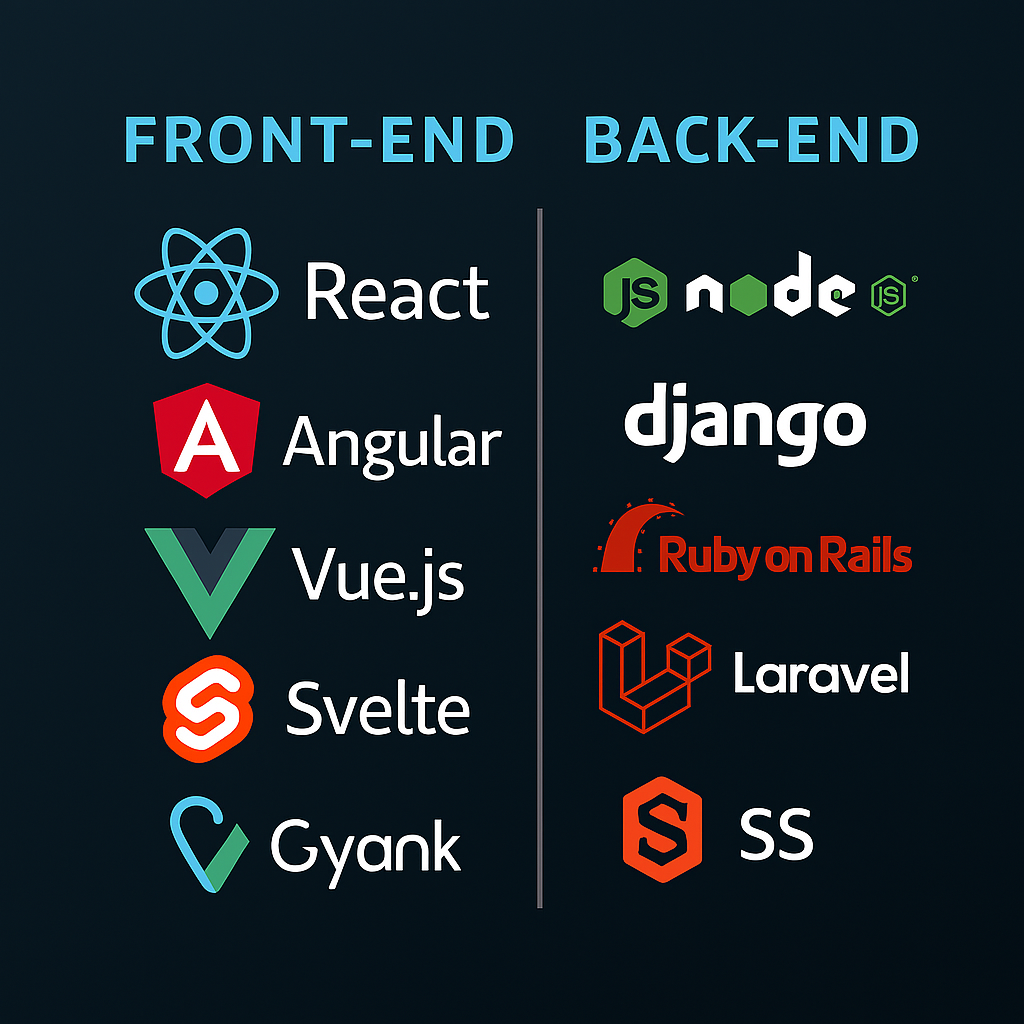 FRONT-END
React
Angular
Vue.js
Svelte
Gyank
BACK-END
JS node JS ®
django
Ruby on Rails
Laravel
S SS